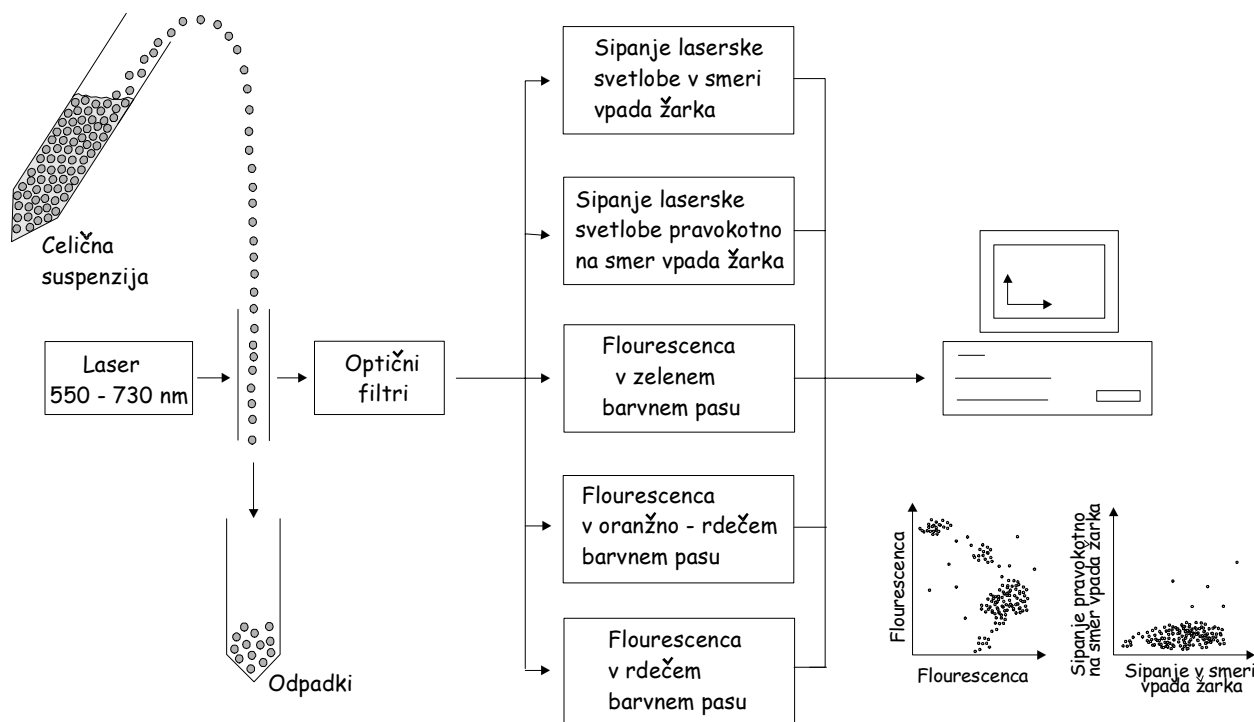 Celična
suspenzija
Laser
550 - 730 nm
Optični
filtri
Odpadki
Sipanje laserske
svetlobe v smeri
vpada žarka
Sipanje laserske
svetlobe pravokotno
na smer vpada žarka
Flourescenca
v zelenem
barvnem pasu
Flourescenca
v oranžno - rdečem
barvnem pasu
Flourescenca
v rdečem
barvnem pasu
Flourescenca
Flourescenca
Sipanje pravokotno
na smer vpada žarka
Sipanje v smeri
vpada žarka